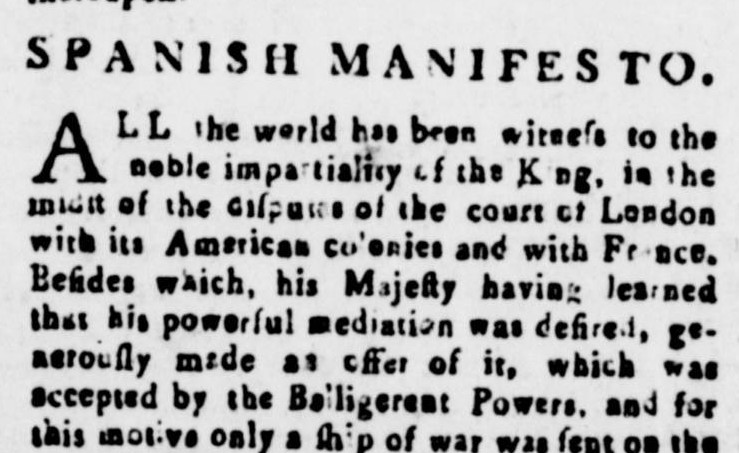 SPANISH MANIFESTO.
ALL the world has been witneſs to the
noble impartiality of the King, in the
midſt of the diſputes of the court of London
with its American colonies and with France.
Beſides which, his Majeſty having learned
that his powerful mediation was deſired, ge-
nerouſly made an offer of it, which was
accepted by the Belligerent Powers, and for
this motive only a ſhip of war was ſent on the